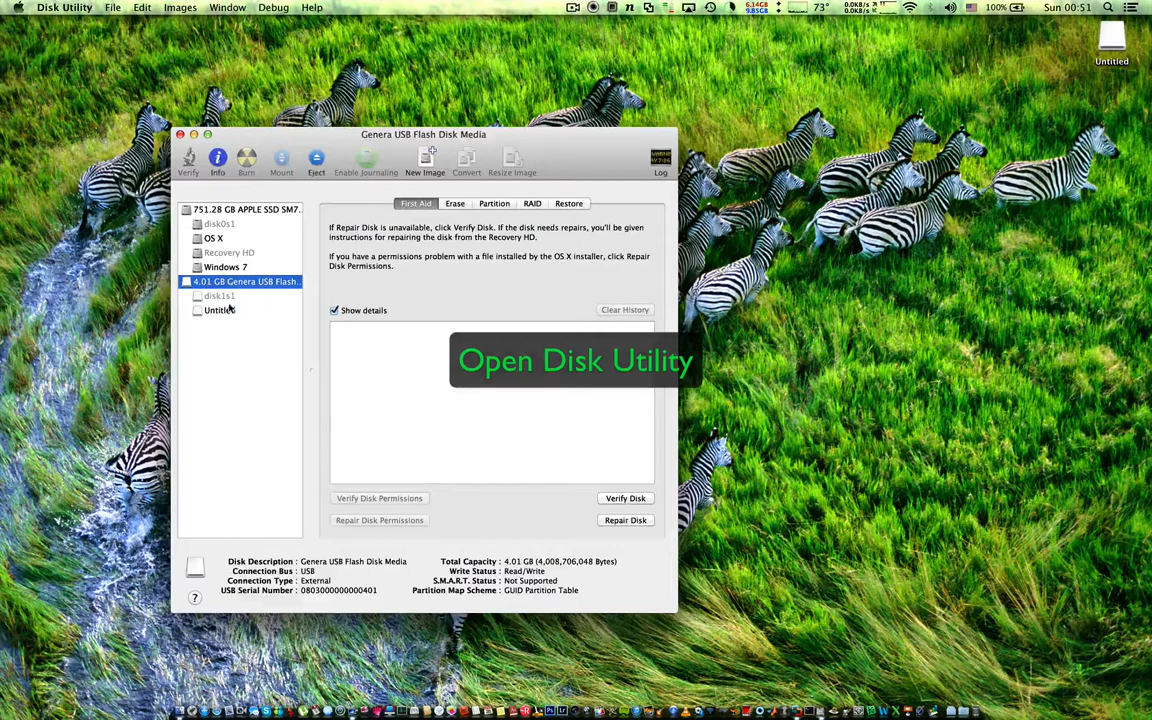 Disk Utility File Edit Images Window Debug Help
6.14GB
9.85GB
73°
0.0KB/s
0.0KB/s
100%
Sun 00:51
Untitled
Genera USB Flash Disk Media
Verify Info Burn Mount Eject Enable Journaling New Image Convert Resize Image Log
751.28 GB APPLE SSD SM7...
disk0s1
OS X
Recovery HD
Windows 7
4.01 GB Genera USB Flash...
disk1s1
Untitled
First Aid Erase Partition RAID Restore
If Repair Disk is unavailable, click Verify Disk. If the disk needs repairs, you'll be given
instructions for repairing the disk from the Recovery HD.
If you have a permissions problem with a file installed by the OS X installer, click Repair
Disk Permissions.
Show details
Clear History
Open Disk Utility
Verify Disk Permissions
Verify Disk
Repair Disk Permissions
Repair Disk
Disk Description : Genera USB Flash Disk Media
Connection Bus : USB
Connection Type : External
USB Serial Number : 0803000000000401
Total Capacity : 4.01 GB (4,008,706,048 Bytes)
Write Status : Read/Write
S.M.A.R.T. Status : Not Supported
Partition Map Scheme : GUID Partition Table
?